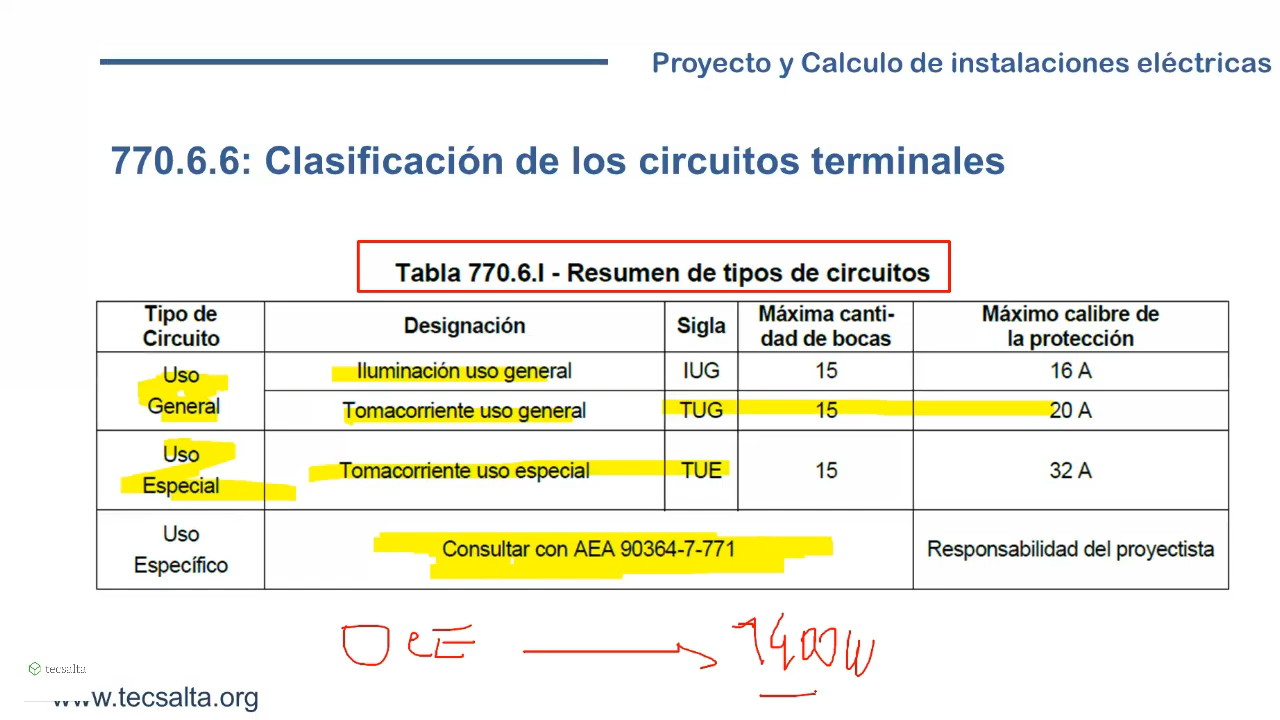 Proyecto y Calculo de instalaciones eléctricas
770.6.6: Clasificación de los circuitos terminales
Tabla 770.6.I - Resumen de tipos de circuitos
Tipo de Circuito Designación Sigla Máxima canti-dad de bocas Máximo calibre de la protección
Uso General Iluminación uso general IUG 15 16 A
Tomacorriente uso general TUG 15 20 A
Uso Especial Tomacorriente uso especial TUE 15 32 A
Uso Específico Consultar con AEA 90364-7-771 Responsabilidad del proyectista
tecsalta
www.tecsalta.org